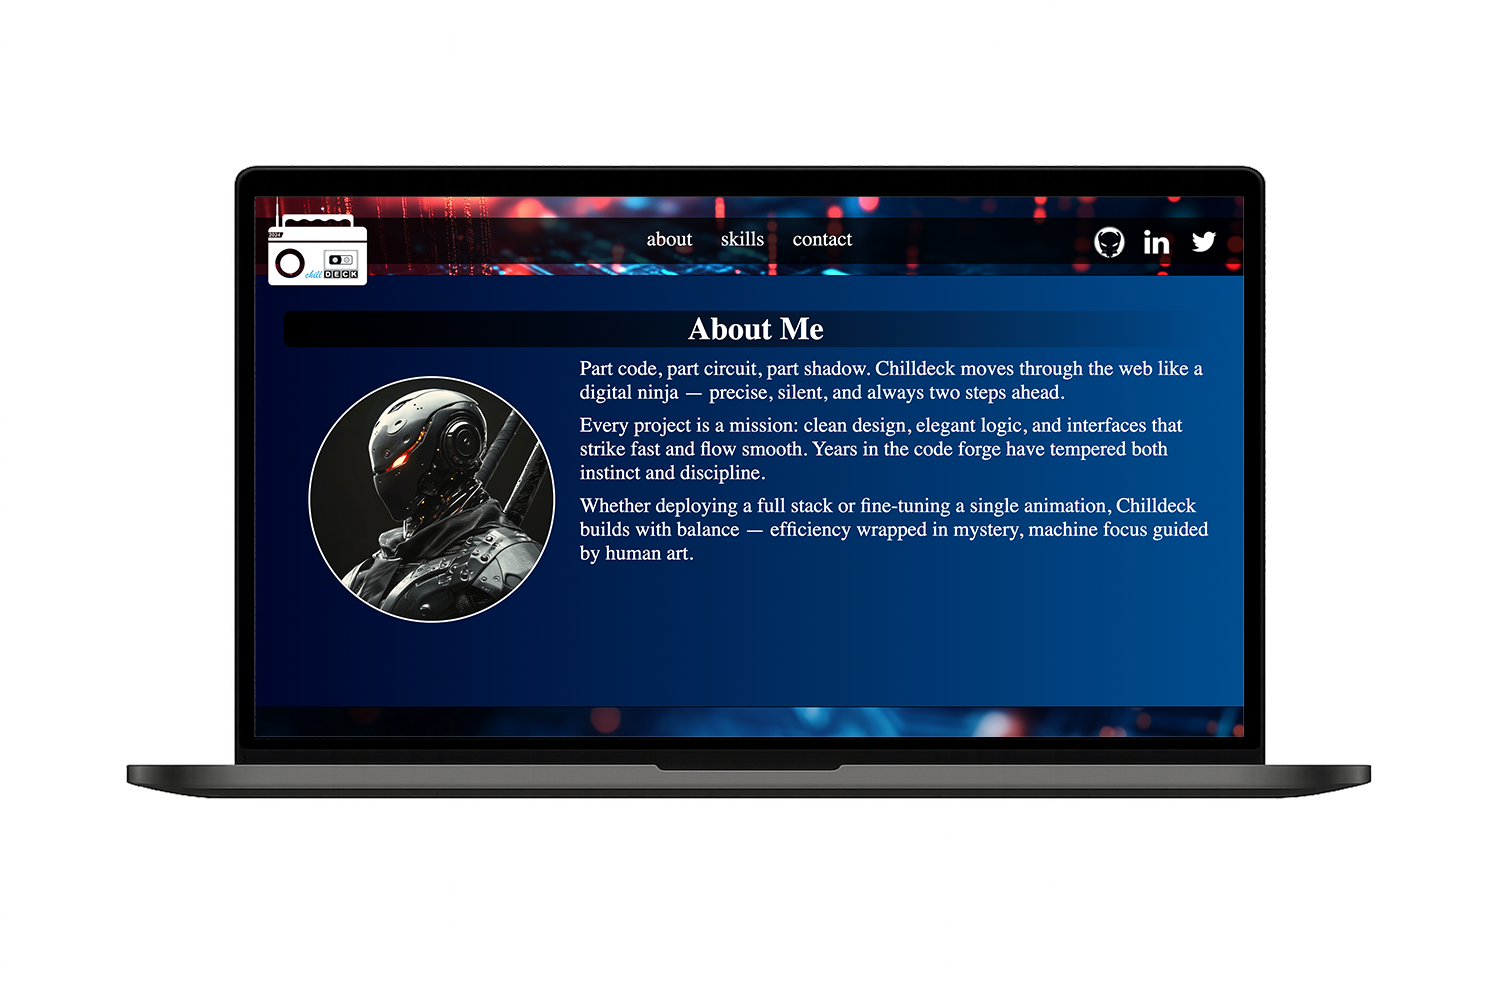 2024
chill DECK
about skills contact
in
About Me
Part code, part circuit, part shadow. Chilldeck moves through the web like a
digital ninja — precise, silent, and always two steps ahead.
Every project is a mission: clean design, elegant logic, and interfaces that
strike fast and flow smooth. Years in the code forge have tempered both
instinct and discipline.
Whether deploying a full stack or fine-tuning a single animation, Chilldeck
builds with balance — efficiency wrapped in mystery, machine focus guided
by human art.